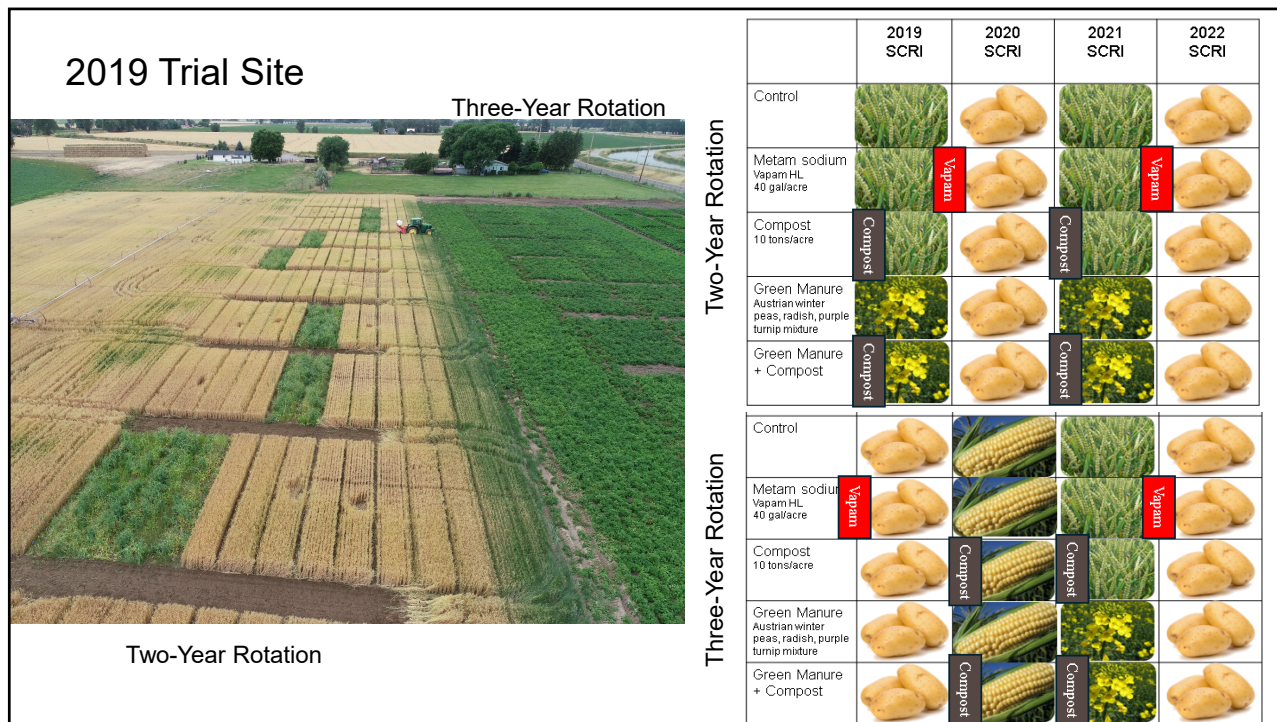 2019 Trial Site
Three-Year Rotation
Two-Year Rotation
Two-Year Rotation
2019
SCRI
2020
SCRI
2021
SCRI
2022
SCRI
Control
Metam sodium
Vapam HL
40 gal/acre
Vapam
Vapam
Compost
10 tons/acre
Compost
Compost
Green Manure
Austrian winter
peas, radish, purple
turnip mixture
Green Manure
+ Compost
Compost
Compost
Three-Year Rotation
Control
Metam sodium
Vapam HL
40 gal/acre
Vapam
Vapam
Compost
10 tons/acre
Compost
Compost
Green Manure
Austrian winter
peas, radish, purple
turnip mixture
Green Manure
+ Compost
Compost
Compost